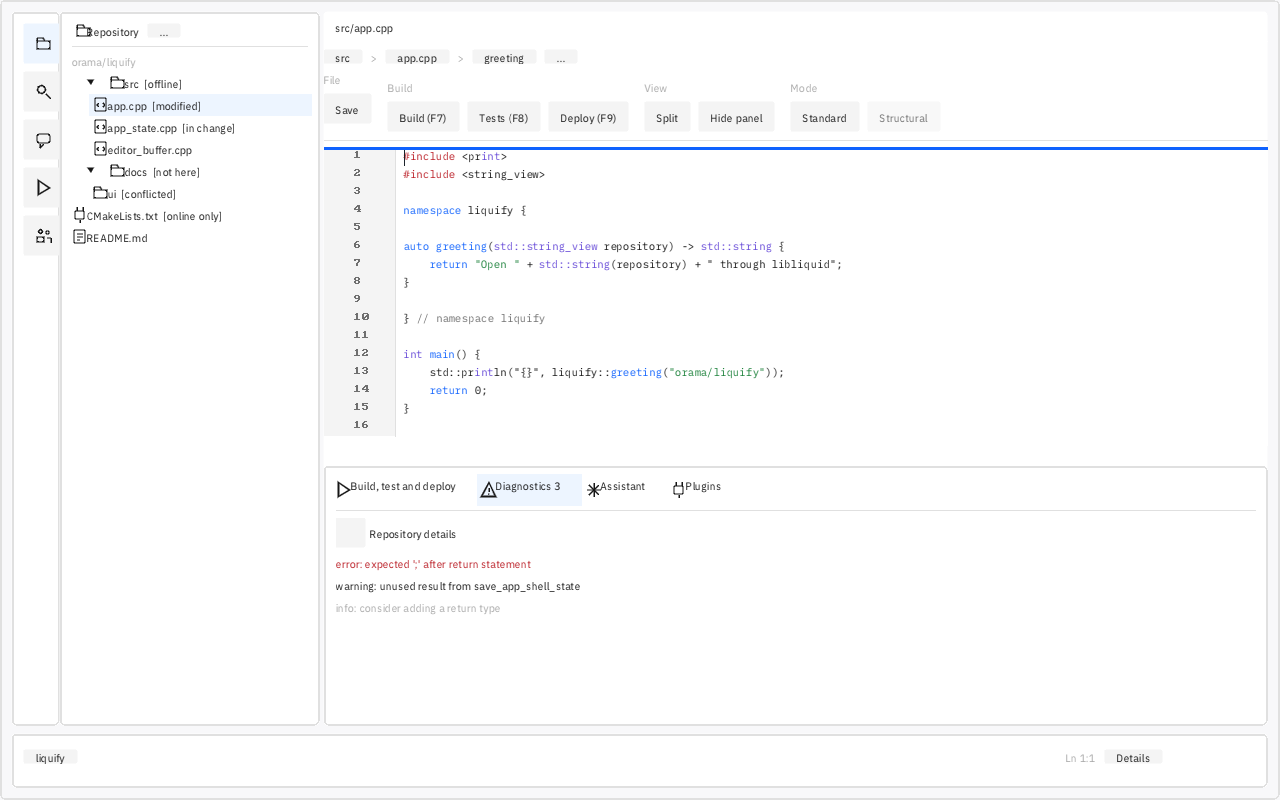 Repository ...
orama/liquify
src [offline]
app.cpp [modified]
app_state.cpp [in change]
editor_buffer.cpp
docs [not here]
ui [conflicted]
CMakeLists.txt [online only]
README.md
src/app.cpp
src > app.cpp > greeting ...
File Build View Mode
Save Build (F7) Tests (F8) Deploy (F9) Split Hide panel Standard Structural
1 #include <print>
2 #include <string_view>
3
4 namespace liquify {
5
6 auto greeting(std::string_view repository) -> std::string {
7     return "Open " + std::string(repository) + " through libliquid";
8 }
9
10 } // namespace liquify
11
12 int main() {
13     std::println("{}", liquify::greeting("orama/liquify"));
14     return 0;
15 }
16
Build, test and deploy Diagnostics 3 Assistant Plugins
Repository details
error: expected ';' after return statement
warning: unused result from save_app_shell_state
info: consider adding a return type
liquify Ln 1:1 Details